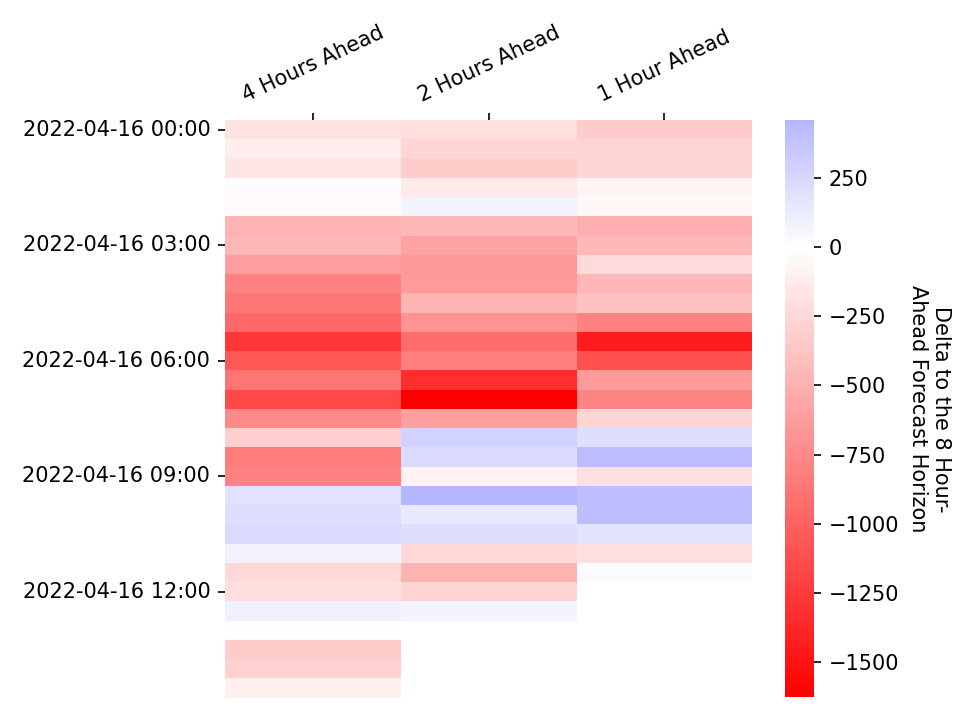 4 Hours Ahead
2 Hours Ahead
1 Hour Ahead
2022-04-16 00:00
2022-04-16 03:00
2022-04-16 06:00
2022-04-16 09:00
2022-04-16 12:00
250
0
−250
−500
−750
−1000
−1250
−1500
Delta to the 8 Hour-
Ahead Forecast Horizon